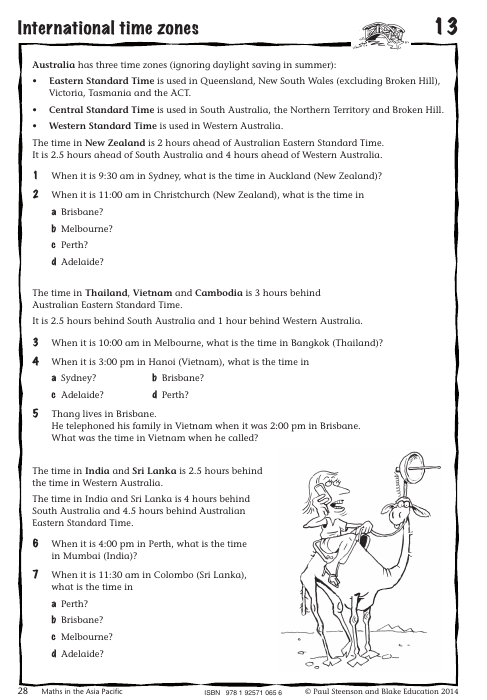 International time zones
13
Australia has three time zones (ignoring daylight saving in summer):
• Eastern Standard Time is used in Queensland, New South Wales (excluding Broken Hill),
Victoria, Tasmania and the ACT.
• Central Standard Time is used in South Australia, the Northern Territory and Broken Hill.
• Western Standard Time is used in Western Australia.
The time in New Zealand is 2 hours ahead of Australian Eastern Standard Time.
It is 2.5 hours ahead of South Australia and 4 hours ahead of Western Australia.
1 When it is 9:30 am in Sydney, what is the time in Auckland (New Zealand)?
2 When it is 11:00 am in Christchurch (New Zealand), what is the time in
a Brisbane?
b Melbourne?
c Perth?
d Adelaide?
The time in Thailand, Vietnam and Cambodia is 3 hours behind
Australian Eastern Standard Time.
It is 2.5 hours behind South Australia and 1 hour behind Western Australia.
3 When it is 10:00 am in Melbourne, what is the time in Bangkok (Thailand)?
4 When it is 3:00 pm in Hanoi (Vietnam), what is the time in
a Sydney? b Brisbane?
c Adelaide? d Perth?
5 Thang lives in Brisbane.
He telephoned his family in Vietnam when it was 2:00 pm in Brisbane.
What was the time in Vietnam when he called?
The time in India and Sri Lanka is 2.5 hours behind
the time in Western Australia.
The time in India and Sri Lanka is 4 hours behind
South Australia and 4.5 hours behind Australian
Eastern Standard Time.
6 When it is 4:00 pm in Perth, what is the time
in Mumbai (India)?
7 When it is 11:30 am in Colombo (Sri Lanka),
what is the time in
a Perth?
b Brisbane?
c Melbourne?
d Adelaide?
28 Maths in the Asia Pacific ISBN 978 1 92571 065 6 © Paul Steenson and Blake Education 2014